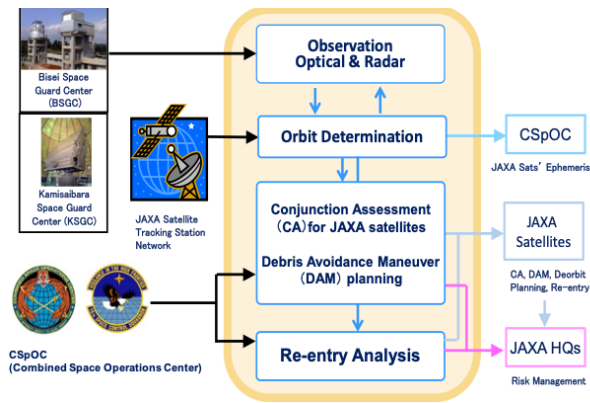 Bisei Space
Guard Center
(BSGC)
Kamisaibara
Space Guard
Center (KSGC)
JAXA Satellite
Tracking Station
Network
CSpOC
(Combined Space Operations Center)
Observation
Optical & Radar
Orbit Determination
Conjunction Assessment
(CA)for JAXA satellites
Debris Avoidance Maneuver
(DAM) planning
Re-entry Analysis
CSpOC
JAXA Sats' Ephemeris
JAXA
Satellites
CA, DAM, Deorbit
Planning, Re-entry
JAXA HQs
Risk Management